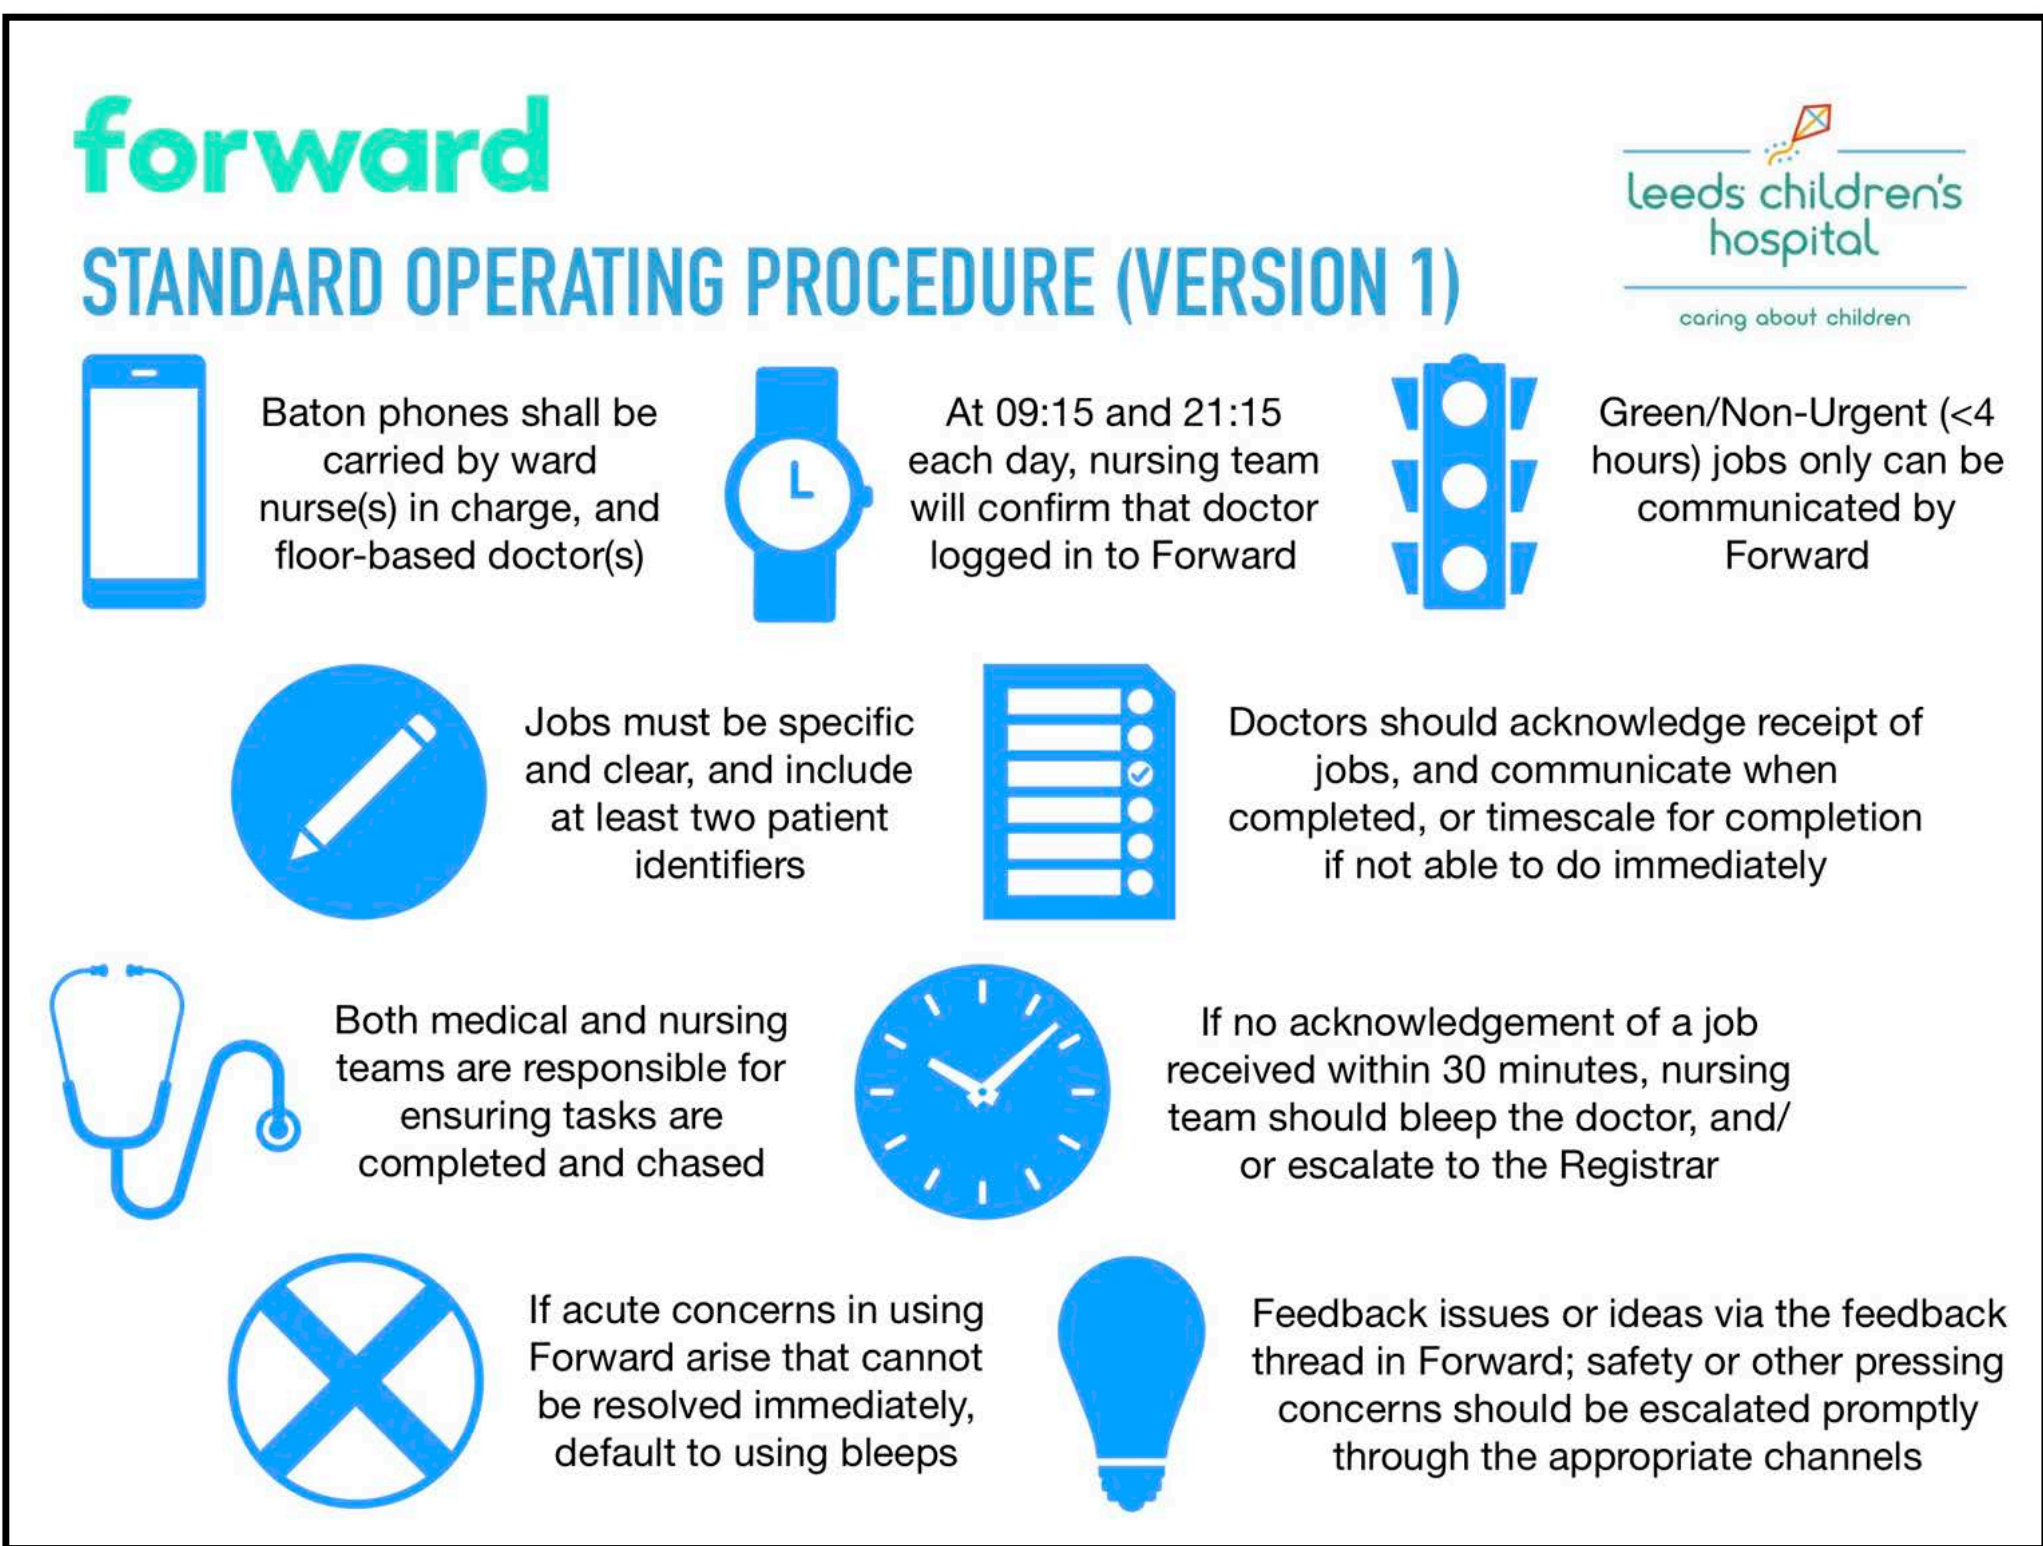 forward
leeds children's
hospital
caring about children
STANDARD OPERATING PROCEDURE (VERSION 1)
Baton phones shall be
carried by ward
nurse(s) in charge, and
floor-based doctor(s)
At 09:15 and 21:15
each day, nursing team
will confirm that doctor
logged in to Forward
Green/Non-Urgent (<4
hours) jobs only can be
communicated by
Forward
Jobs must be specific
and clear, and include
at least two patient
identifiers
Doctors should acknowledge receipt of
jobs, and communicate when
completed, or timescale for completion
if not able to do immediately
Both medical and nursing
teams are responsible for
ensuring tasks are
completed and chased
If no acknowledgement of a job
received within 30 minutes, nursing
team should bleep the doctor, and/
or escalate to the Registrar
If acute concerns in using
Forward arise that cannot
be resolved immediately,
default to using bleeps
Feedback issues or ideas via the feedback
thread in Forward; safety or other pressing
concerns should be escalated promptly
through the appropriate channels